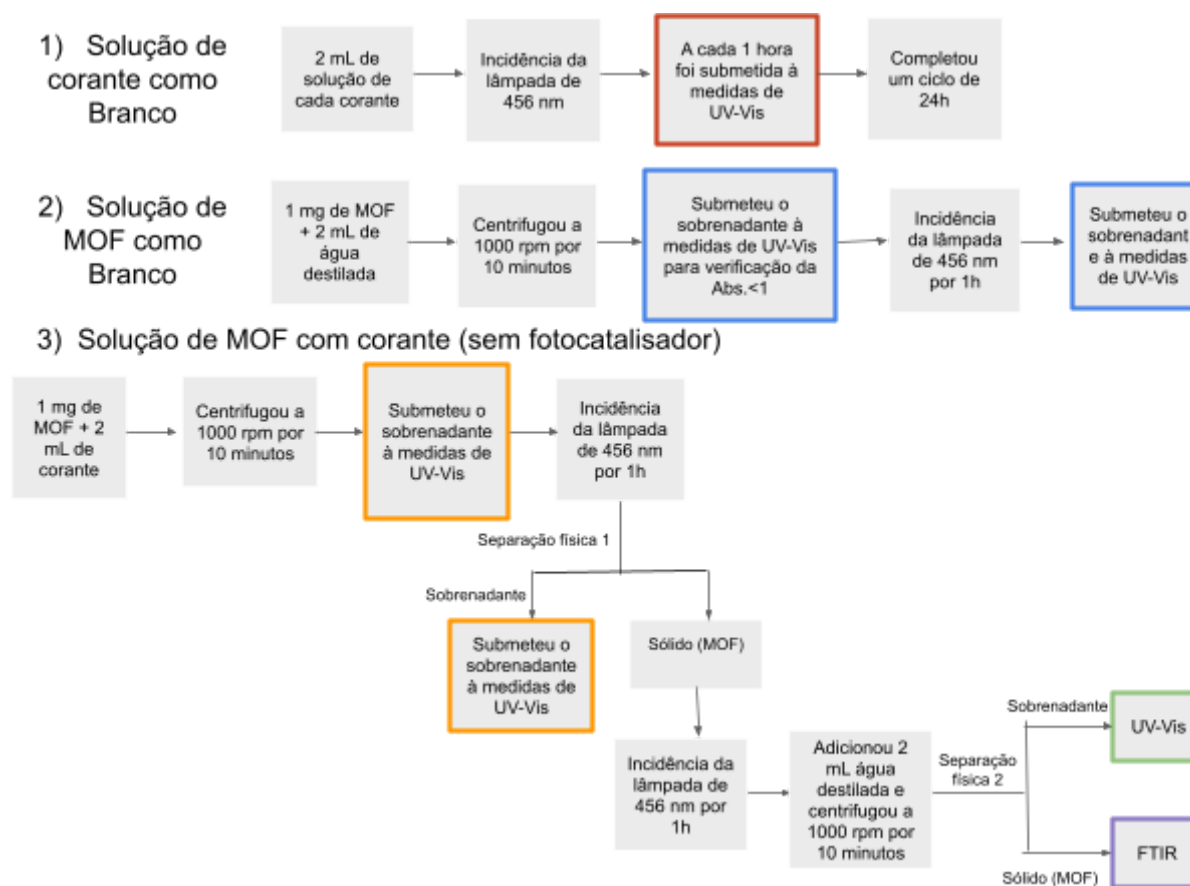 1) Solução de
corante como
Branco
2 mL de
solução de
cada corante
Incidência da
lâmpada de
456 nm
A cada 1 hora
foi submetida à
medidas de
UV-Vis
Completou
um ciclo de
24h
2) Solução de
MOF como
Branco
1 mg de MOF
+ 2 mL de
água
destilada
Centrifugou a
1000 rpm por
10 minutos
Submeteu o
sobrenadante à
medidas de UV-Vis
para verificação da
Abs.<1
Incidência
da lâmpada
de 456 nm
por 1h
Submeteu o
sobrenadant
e à medidas
de UV-Vis
3) Solução de MOF com corante (sem fotocatalisador)
1 mg de
MOF + 2
mL de
corante
Centrifugou a
1000 rpm por
10 minutos
Submeteu o
sobrenadante
à medidas de
UV-Vis
Incidência
da lâmpada
de 456 nm
por 1h
Separação física 1
Sobrenadante
Submeteu o
sobrenadante
à medidas de
UV-Vis
Sólido (MOF)
Incidência da
lâmpada de
456 nm por
1h
Adicionou 2
mL água
destilada e
centrifugou a
1000 rpm por
10 minutos
Separação
física 2
Sobrenadante
UV-Vis
FTIR
Sólido (MOF)